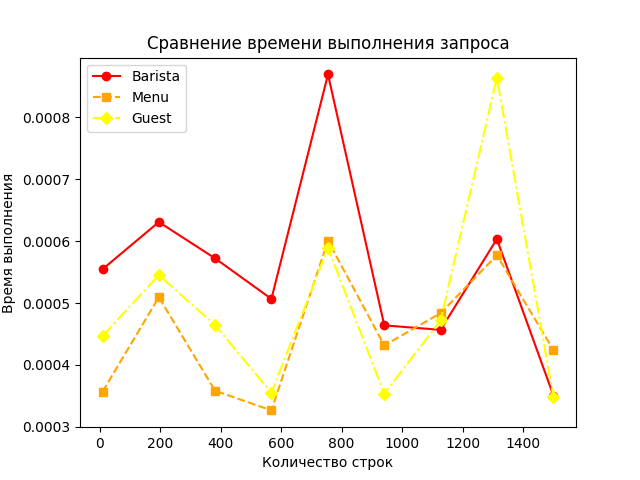 Сравнение времени выполнения запроса
Barista
Menu
Guest
0.0008
0.0007
0.0006
0.0005
0.0004
0.0003
Время выполнения
0 200 400 600 800 1000 1200 1400
Количество строк